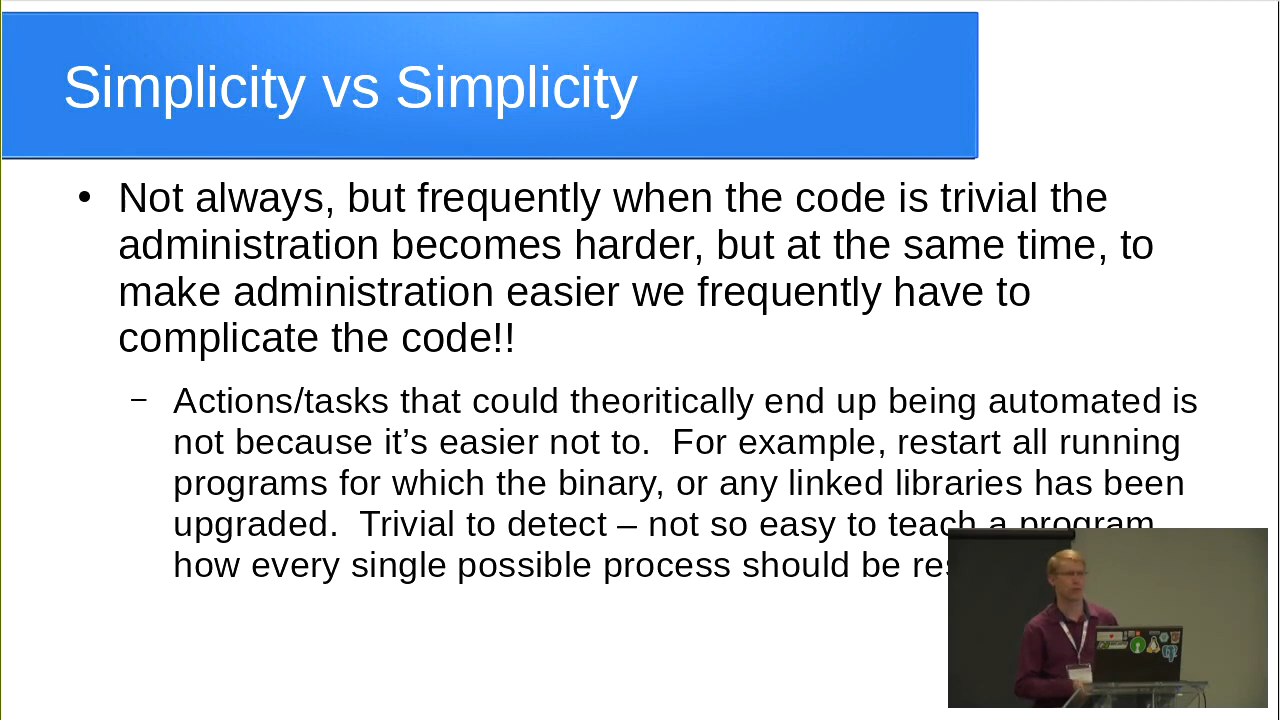 Simplicity vs Simplicity
• Not always, but frequently when the code is trivial the
administration becomes harder, but at the same time, to
make administration easier we frequently have to
complicate the code!!
– Actions/tasks that could theoritically end up being automated is
not because it’s easier not to.  For example, restart all running
programs for which the binary, or any linked libraries has been
upgraded.  Trivial to detect – not so easy to teach a program
how every single possible process should be